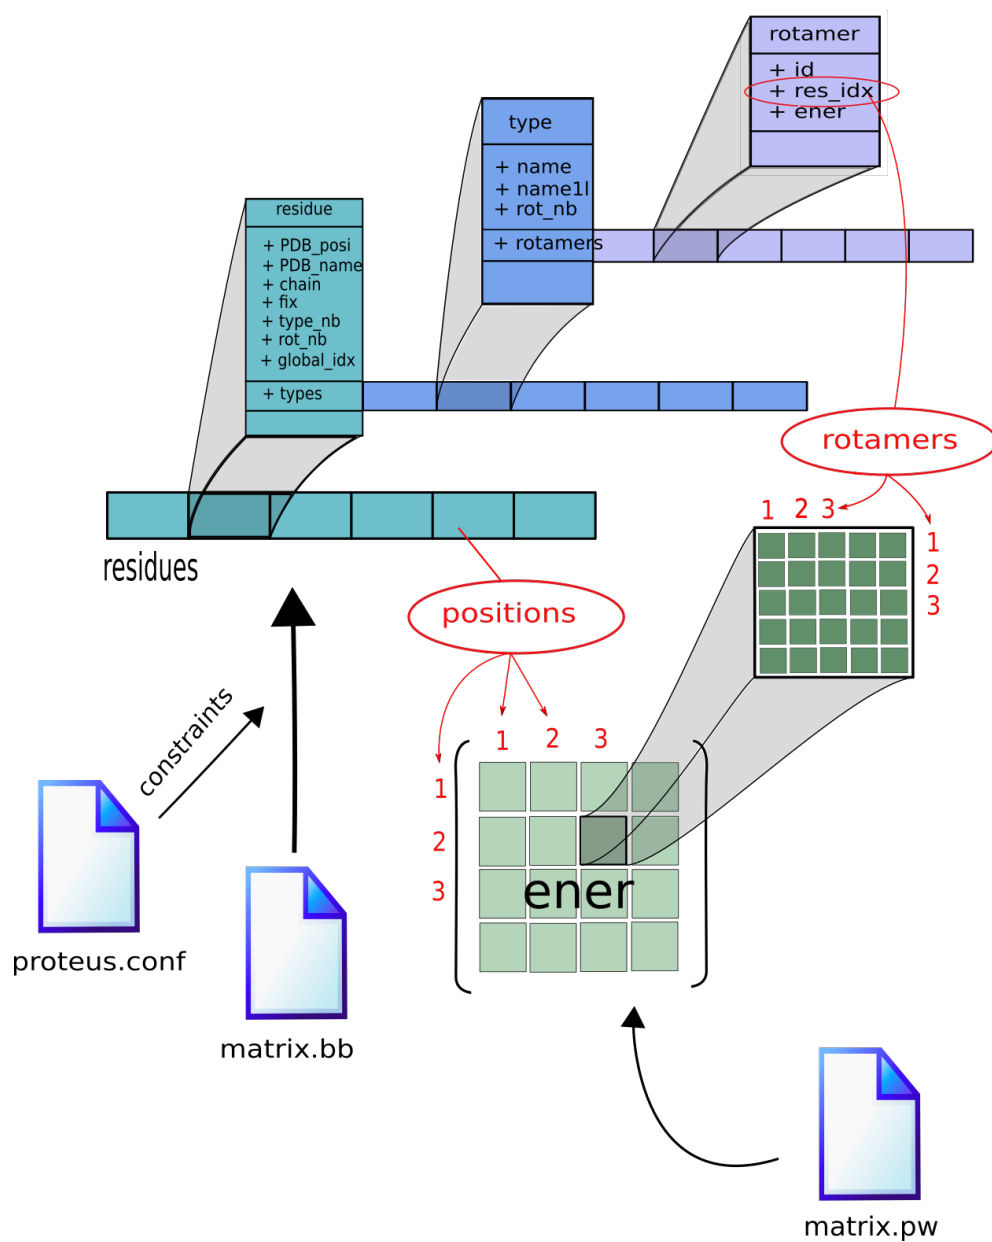 rotamer
+ id
+ res_idx
+ ener
type
+ name
+ name1l
+ rot_nb
+ rotamers
residue
+ PDB_posi
+ PDB_name
+ chain
+ fix
+ type_nb
+ rot_nb
+ global_idx
+ types
residues
rotamers
1 2 3
1
2
3
positions
1 2 3
1
2
3
ener
constraints
proteus.conf
matrix.bb
matrix.pw